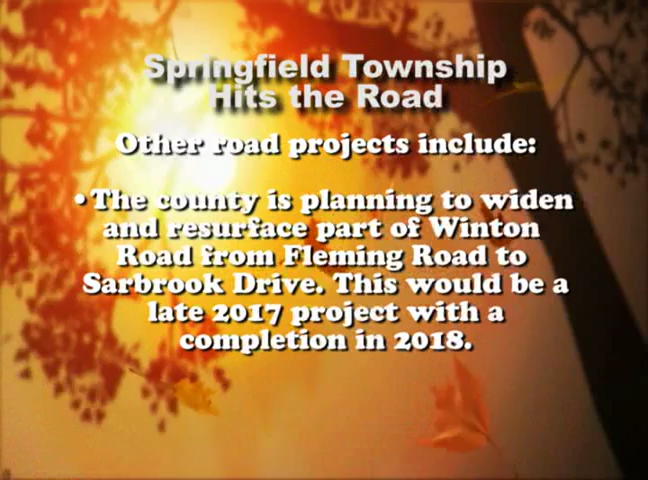 Springfield Township
Hits the Road
Other road projects include:
•The county is planning to widen
and resurface part of Winton
Road from Fleming Road to
Sarbrook Drive. This would be a
late 2017 project with a
completion in 2018.